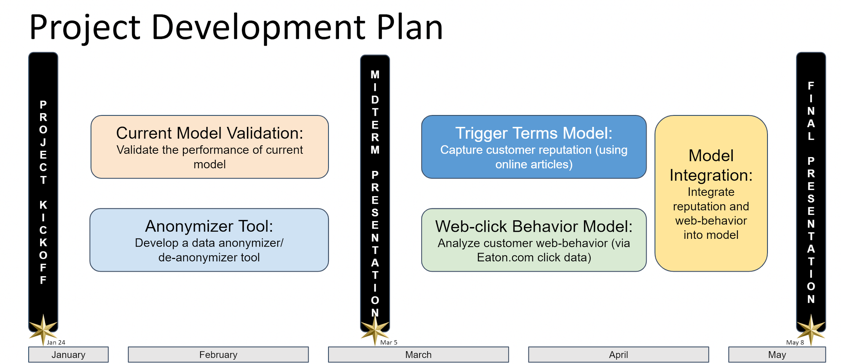 Project Development Plan
PROJECT KICKOFF
MIDTERM PRESENTATION
FINAL PRESENTATION
Current Model Validation:
Validate the performance of current
model
Anonymizer Tool:
Develop a data anonymizer/
de-anonymizer tool
Trigger Terms Model:
Capture customer reputation (using
online articles)
Web-click Behavior Model:
Analyze customer web-behavior (via
Eaton.com click data)
Model
Integration:
Integrate
reputation and
web-behavior
into model
Jan 24
Mar 5
May 8
January
February
March
April
May